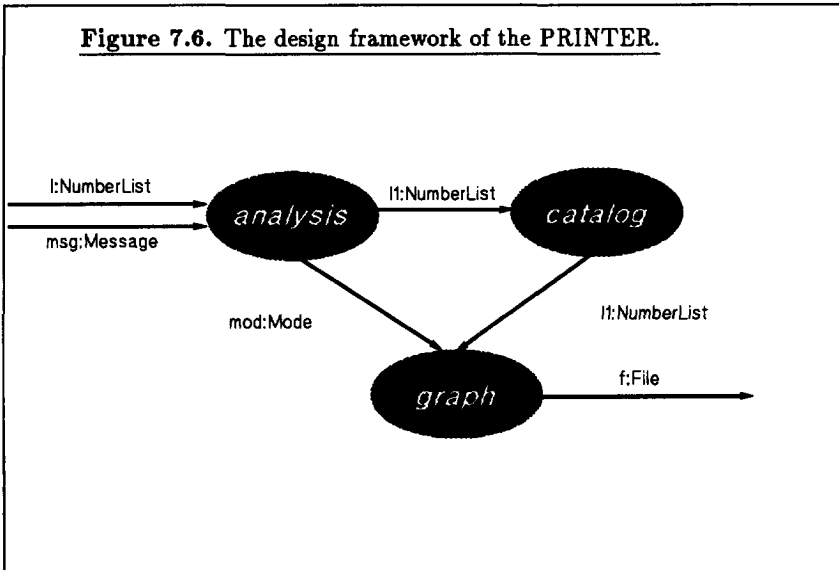 Figure 7.6. The design framework of the PRINTER.
l:NumberList
l1:NumberList
analysis
catalog
msg:Message
mod:Mode
l1:NumberList
graph
f:File